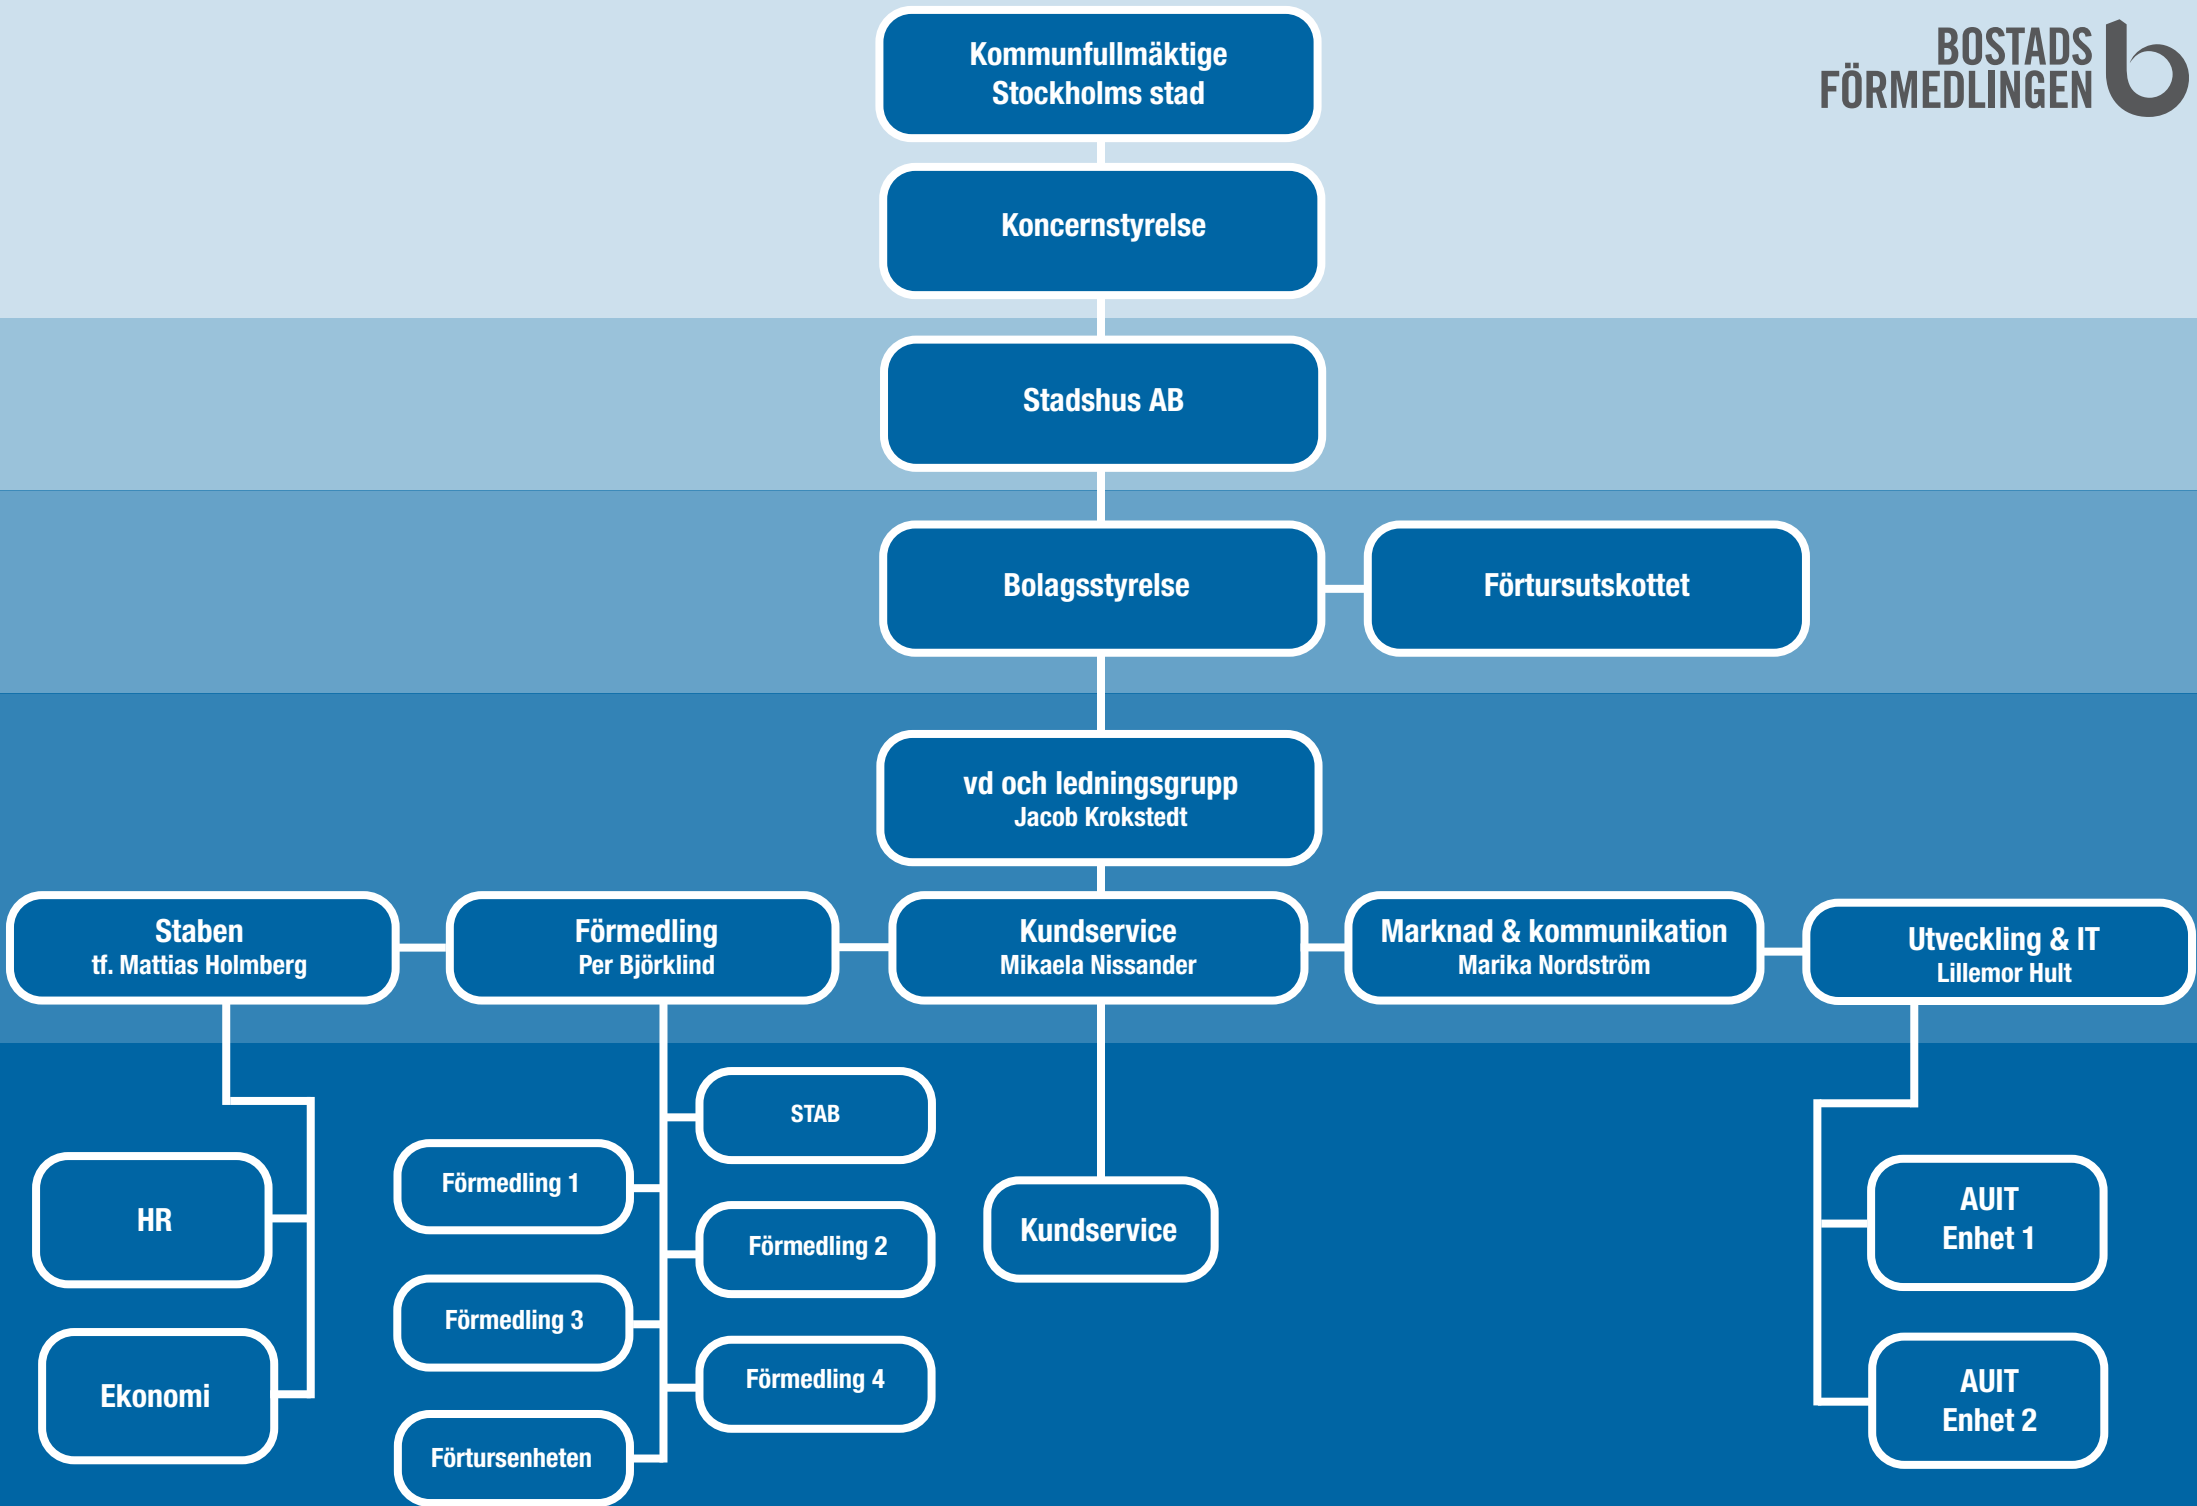 BOSTADS
FÖRMEDLINGEN
Kommunfullmäktige
Stockholms stad
Koncernstyrelse
Stadshus AB
Bolagsstyrelse
Förtursutskottet
vd och ledningsgrupp
Jacob Krokstedt
Staben
tf. Mattias Holmberg
Förmedling
Per Björklind
Kundservice
Mikaela Nissander
Marknad & kommunikation
Marika Nordström
Utveckling & IT
Lillemor Hult
HR
Ekonomi
STAB
Förmedling 1
Förmedling 2
Förmedling 3
Förmedling 4
Förtursenheten
Kundservice
AUIT
Enhet 1
AUIT
Enhet 2